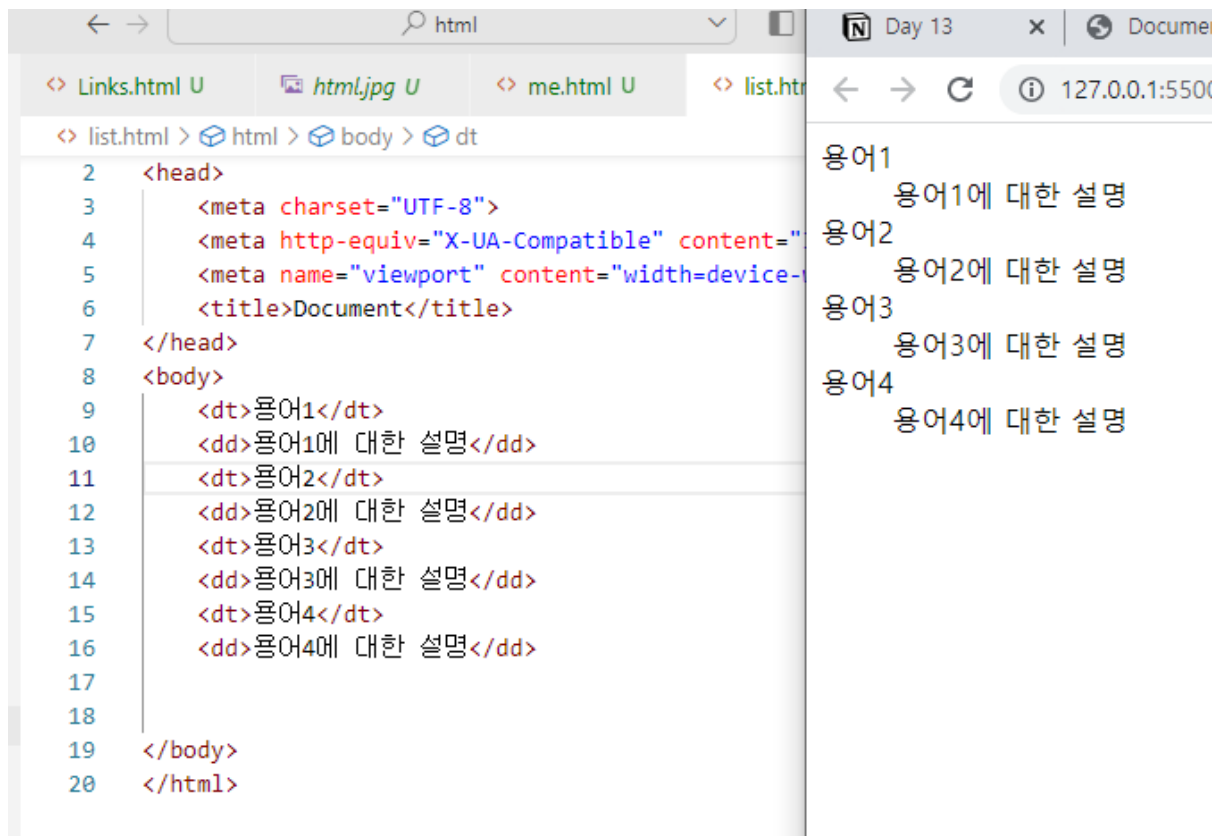 html
Links.html U
html.jpg U
me.html U
list.html > html > body > dt
2 <head>
3 <meta charset="UTF-8">
4 <meta http-equiv="X-UA-Compatible" content="
5 <meta name="viewport" content="width=device-
6 <title>Document</title>
7 </head>
8 <body>
9 <dt>용어1</dt>
10 <dd>용어1에 대한 설명</dd>
11 <dt>용어2</dt>
12 <dd>용어2에 대한 설명</dd>
13 <dt>용어3</dt>
14 <dd>용어3에 대한 설명</dd>
15 <dt>용어4</dt>
16 <dd>용어4에 대한 설명</dd>
17
18
19 </body>
20 </html>
Day 13
127.0.0.1:5500
용어1
용어1에 대한 설명
용어2
용어2에 대한 설명
용어3
용어3에 대한 설명
용어4
용어4에 대한 설명